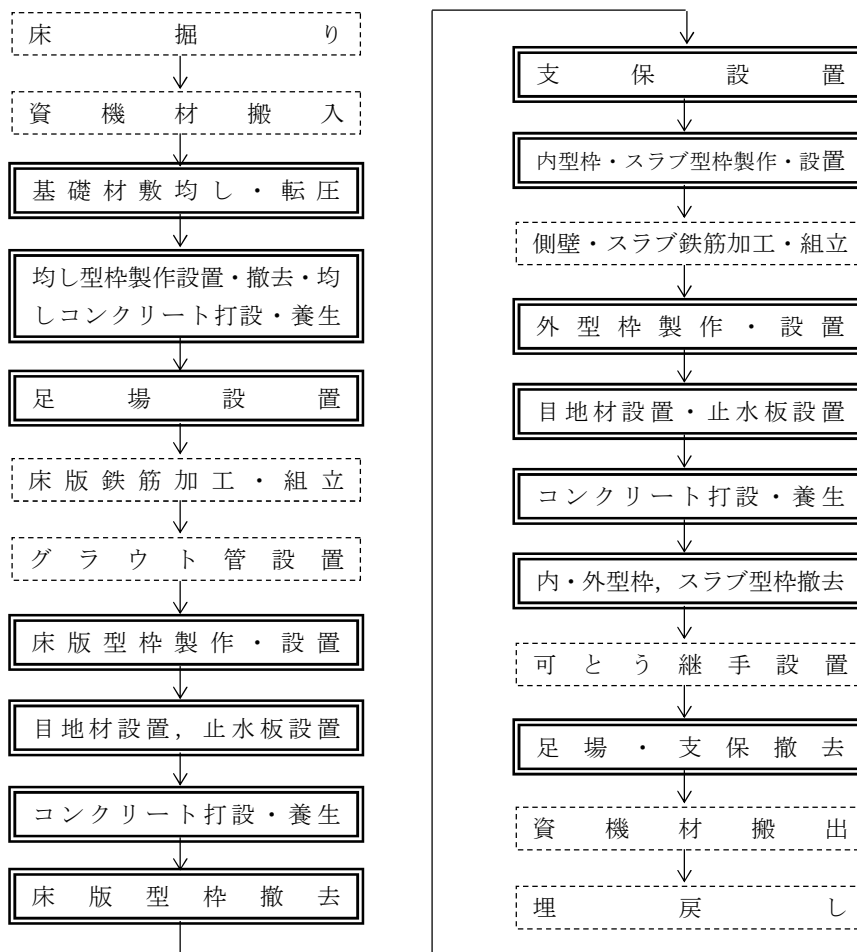 床掘り
資機材搬入
基礎材敷均し・転圧
均し型枠製作設置・撤去・均
しコンクリート打設・養生
足場設置
床版鉄筋加工・組立
グラウト管設置
床版型枠製作・設置
目地材設置，止水板設置
コンクリート打設・養生
床版型枠撤去
支保設置
内型枠・スラブ型枠製作・設置
側壁・スラブ鉄筋加工・組立
外型枠製作・設置
目地材設置・止水板設置
コンクリート打設・養生
内・外型枠，スラブ型枠撤去
可とう継手設置
足場・支保撤去
資機材搬出
埋戻し